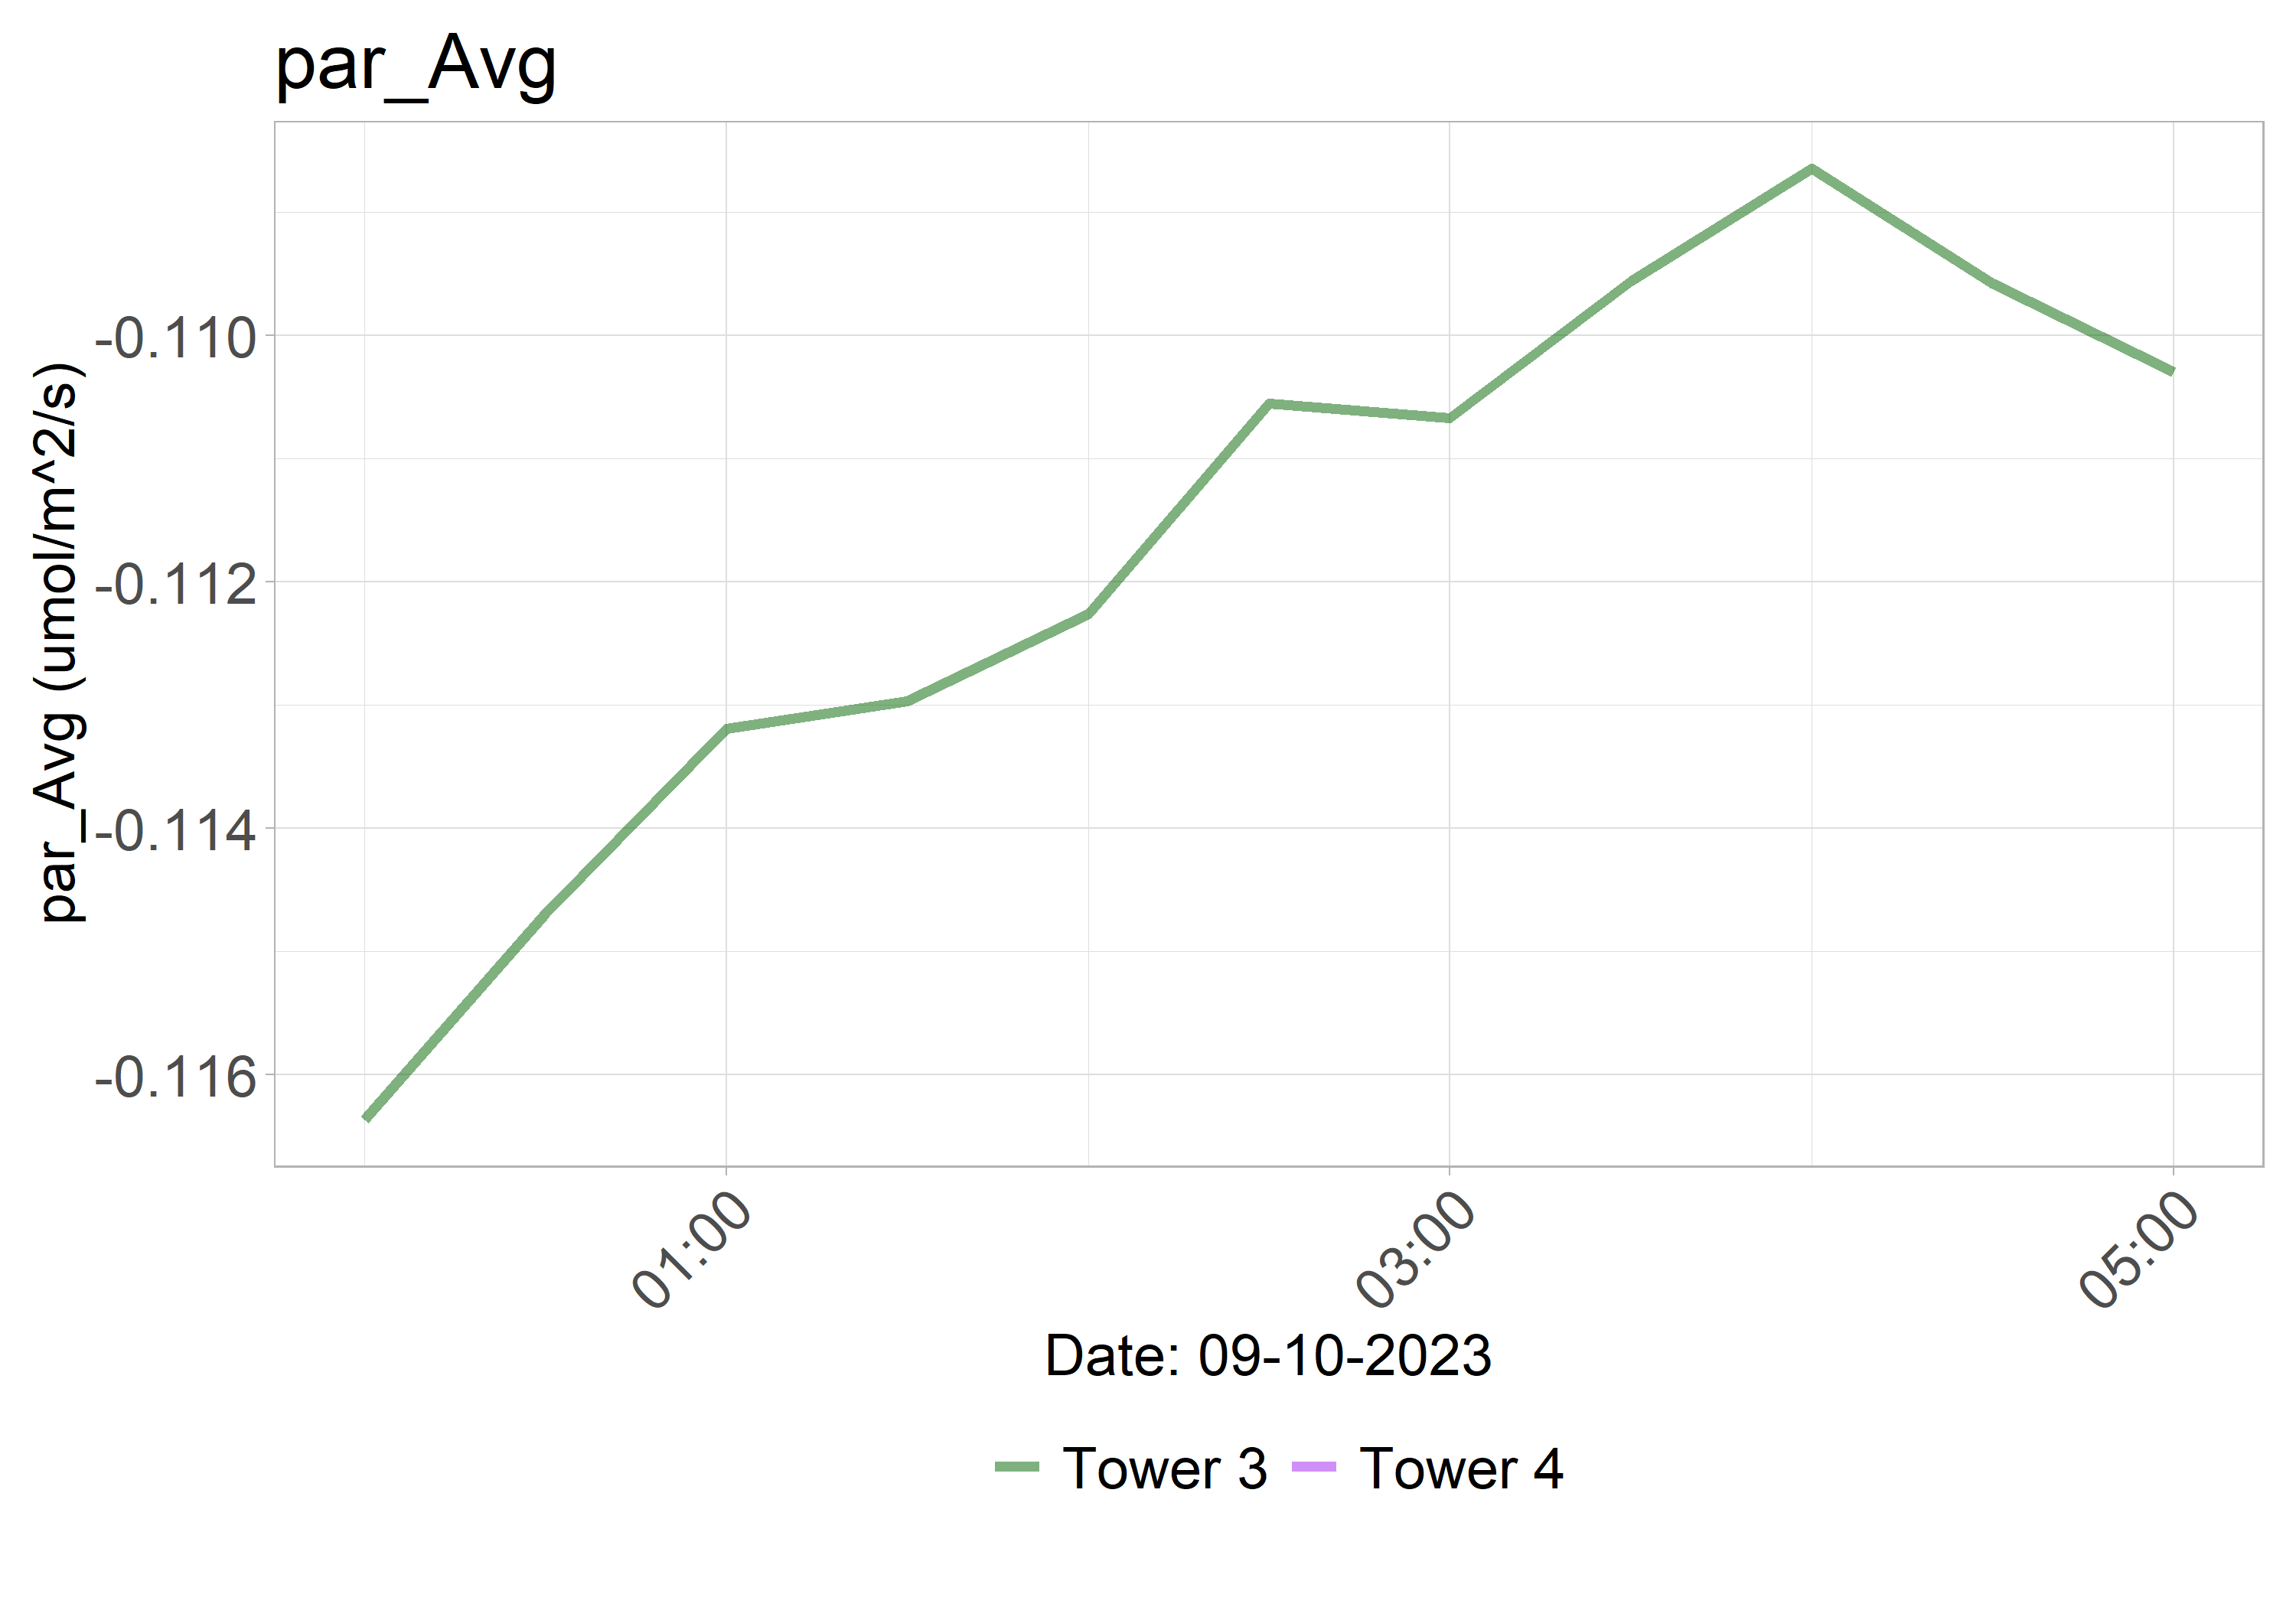 par_Avg
par_Avg (umol/m^2/s)
-0.110
-0.112
-0.114
-0.116
01:00
03:00
05:00
Date: 09-10-2023
Tower 3
Tower 4